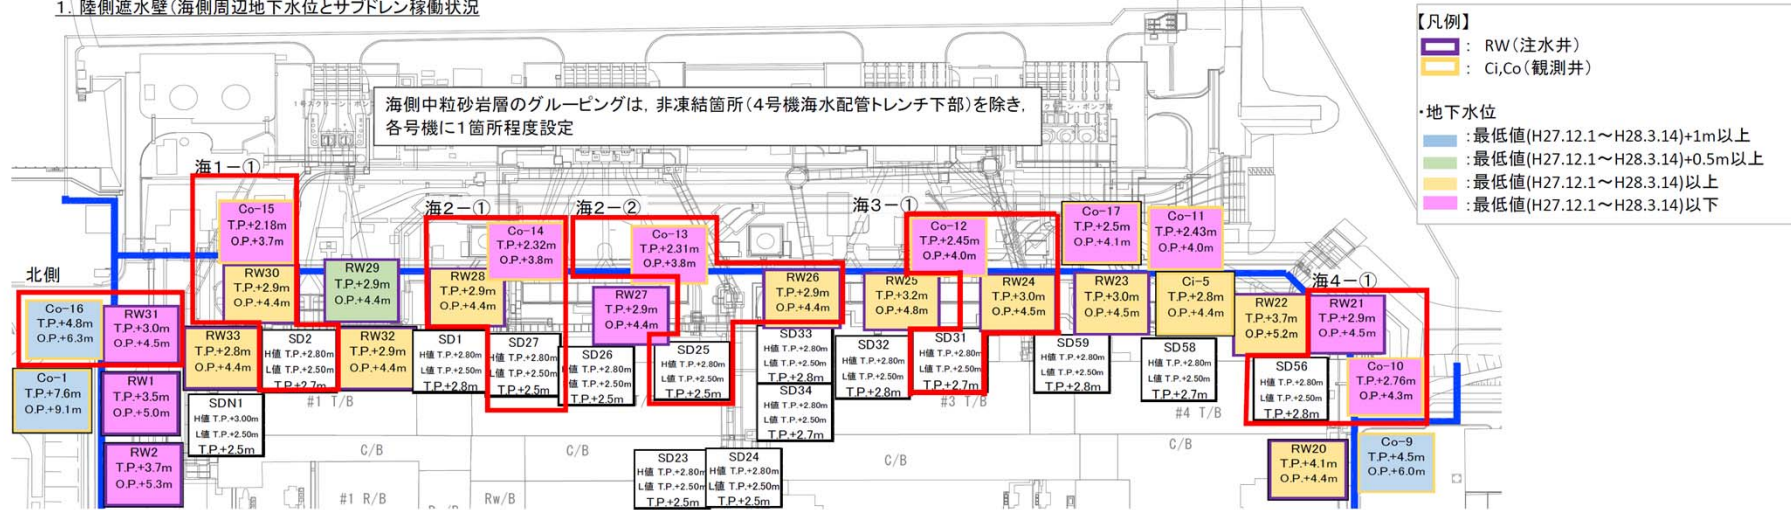 1. 陸側遮水壁(海側周辺地下水位とサブドレン稼働状況
【凡例】
： RW(注水井)
： Ci,Co(観測井)
・地下水位
：最低値(H27.12.1～H28.3.14)+1m以上
：最低値(H27.12.1～H28.3.14)+0.5m以上
：最低値(H27.12.1～H28.3.14)以上
：最低値(H27.12.1～H28.3.14)以下
海側中粒砂岩層のグルーピングは，非凍結箇所(4号機海水配管トレンチ下部)を除き，
各号機に1箇所程度設定
海1－①
海2－①
海2－②
海3－①
海4－①
北側
Co-15
T.P.+2.18m
O.P.+3.7m
Co-14
T.P.+2.32m
O.P.+3.8m
Co-13
T.P.+2.31m
O.P.+3.8m
Co-12
T.P.+2.45m
O.P.+4.0m
Co-17
T.P.+2.5m
O.P.+4.1m
Co-11
T.P.+2.43m
O.P.+4.0m
RW30
T.P.+2.9m
O.P.+4.4m
RW29
T.P.+2.9m
O.P.+4.4m
RW28
T.P.+2.9m
O.P.+4.4m
RW27
T.P.+2.9m
O.P.+4.4m
RW26
T.P.+2.9m
O.P.+4.4m
RW25
T.P.+3.2m
O.P.+4.8m
RW24
T.P.+3.0m
O.P.+4.5m
RW23
T.P.+3.0m
O.P.+4.5m
Ci-5
T.P.+2.8m
O.P.+4.4m
RW22
T.P.+3.7m
O.P.+5.2m
RW21
T.P.+2.9m
O.P.+4.5m
Co-16
T.P.+4.8m
O.P.+6.3m
RW31
T.P.+3.0m
O.P.+4.5m
RW33
T.P.+2.8m
O.P.+4.4m
SD2
H値 T.P.+2.80m
L値 T.P.+2.50m
T.P.+2.7m
RW32
T.P.+2.9m
O.P.+4.4m
SD1
H値 T.P.+2.80m
L値 T.P.+2.50m
T.P.+2.8m
SD27
H値 T.P.+2.80m
L値 T.P.+2.50m
T.P.+2.5m
SD26
H値 T.P.+2.80m
L値 T.P.+2.50m
T.P.+2.5m
SD25
H値 T.P.+2.80m
L値 T.P.+2.50m
T.P.+2.5m
SD33
H値 T.P.+2.80m
L値 T.P.+2.50m
T.P.+2.8m
SD32
H値 T.P.+2.80m
L値 T.P.+2.50m
T.P.+2.8m
SD31
H値 T.P.+2.80m
L値 T.P.+2.50m
T.P.+2.7m
SD59
H値 T.P.+2.80m
L値 T.P.+2.50m
T.P.+2.8m
SD58
H値 T.P.+2.80m
L値 T.P.+2.50m
T.P.+2.7m
SD56
H値 T.P.+2.80m
L値 T.P.+2.50m
T.P.+2.8m
Co-10
T.P.+2.76m
O.P.+4.3m
Co-1
T.P.+7.6m
O.P.+9.1m
RW1
T.P.+3.5m
O.P.+5.0m
SDN1
H値 T.P.+3.00m
L値 T.P.+2.50m
T.P.+2.5m
SD34
H値 T.P.+2.80m
L値 T.P.+2.50m
T.P.+2.7m
#1 T/B
#3 T/B
#4 T/B
RW2
T.P.+3.7m
O.P.+5.3m
C/B
C/B
C/B
C/B
SD23
H値 T.P.+2.80m
L値 T.P.+2.50m
T.P.+2.5m
SD24
H値 T.P.+2.80m
L値 T.P.+2.50m
T.P.+2.5m
RW20
T.P.+4.1m
O.P.+4.4m
Co-9
T.P.+4.5m
O.P.+6.0m
#1 R/B
Rw/B